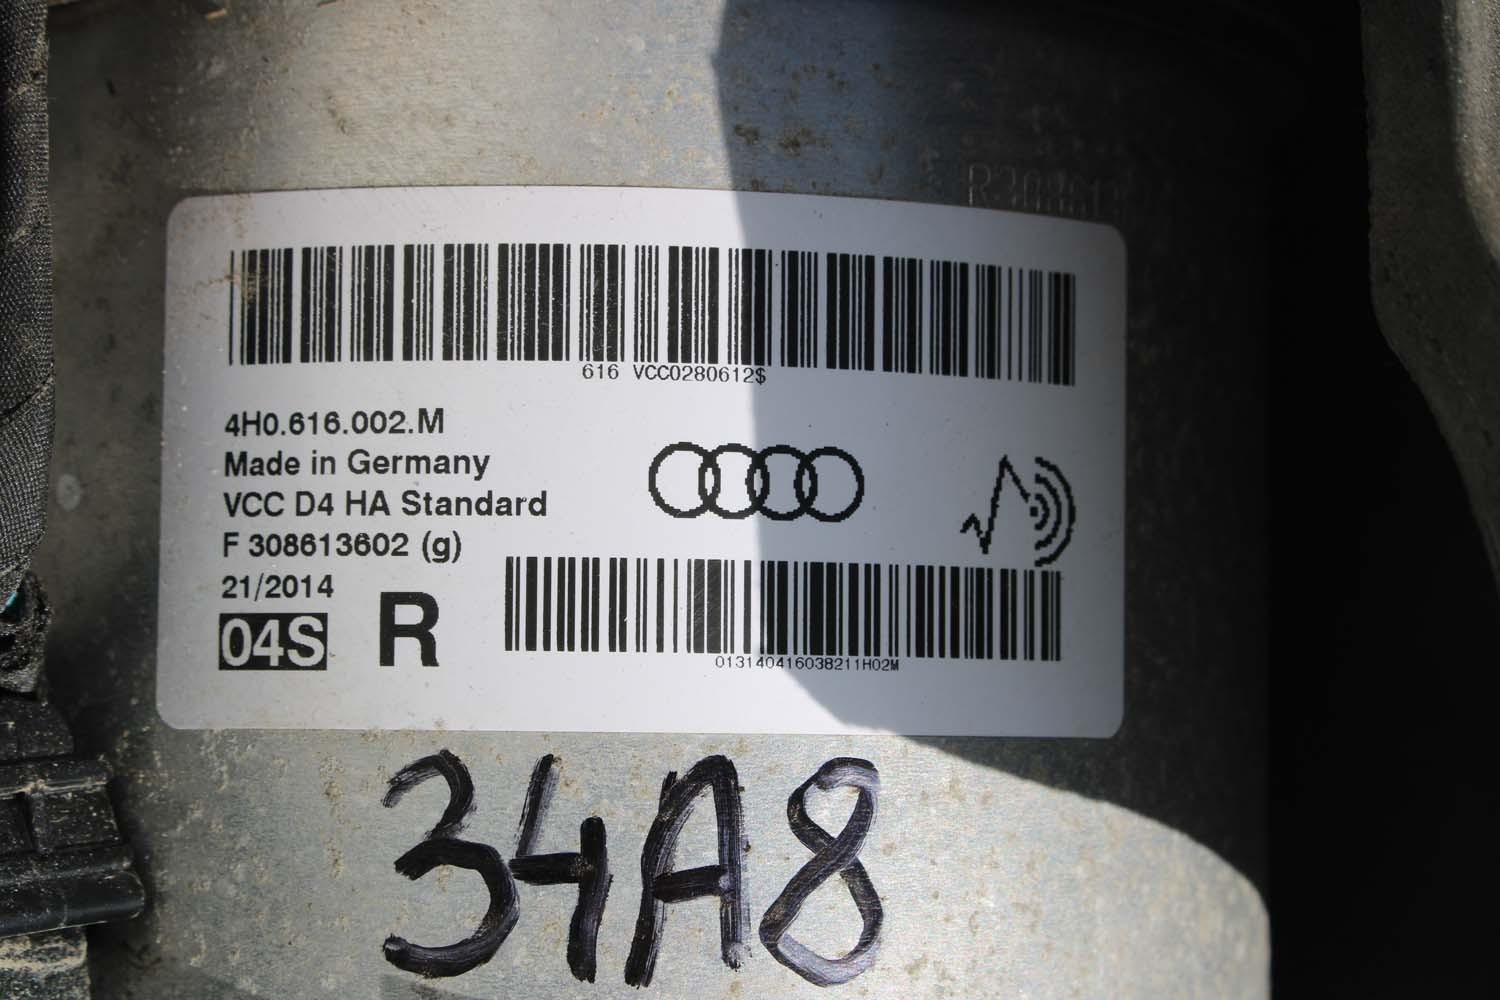 616 VCC0280612$
4H0.616.002.M
Made in Germany
VCC D4 HA Standard
F 308613602 (g)
21/2014
04S R
013140416038211H02M
34A8